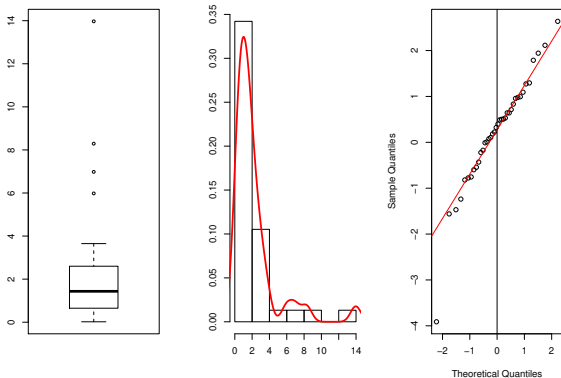 0 2 4 6 8 10 12 14
0.00 0.05 0.10 0.15 0.20 0.25 0.30 0.35
0 2 4 6 8 10 14
Sample Quantiles
-4 -3 -2 -1 0 1 2
-2 -1 0 1 2
Theoretical Quantiles